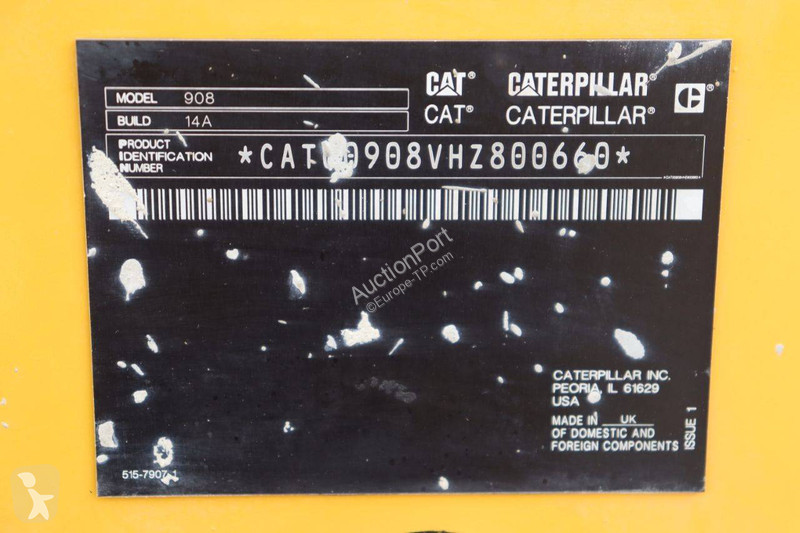 CAT® CATERPILLAR®
CAT® CATERPILLAR®
MODEL 908
BUILD 14A
PRODUCT
IDENTIFICATION
NUMBER
AuctionPort
©Europe-TP.com
CATERPILLAR INC.
PEORIA, IL 61629
USA
MADE IN UK
OF DOMESTIC AND
FOREIGN COMPONENTS
ISSUE 1
515-7907 1